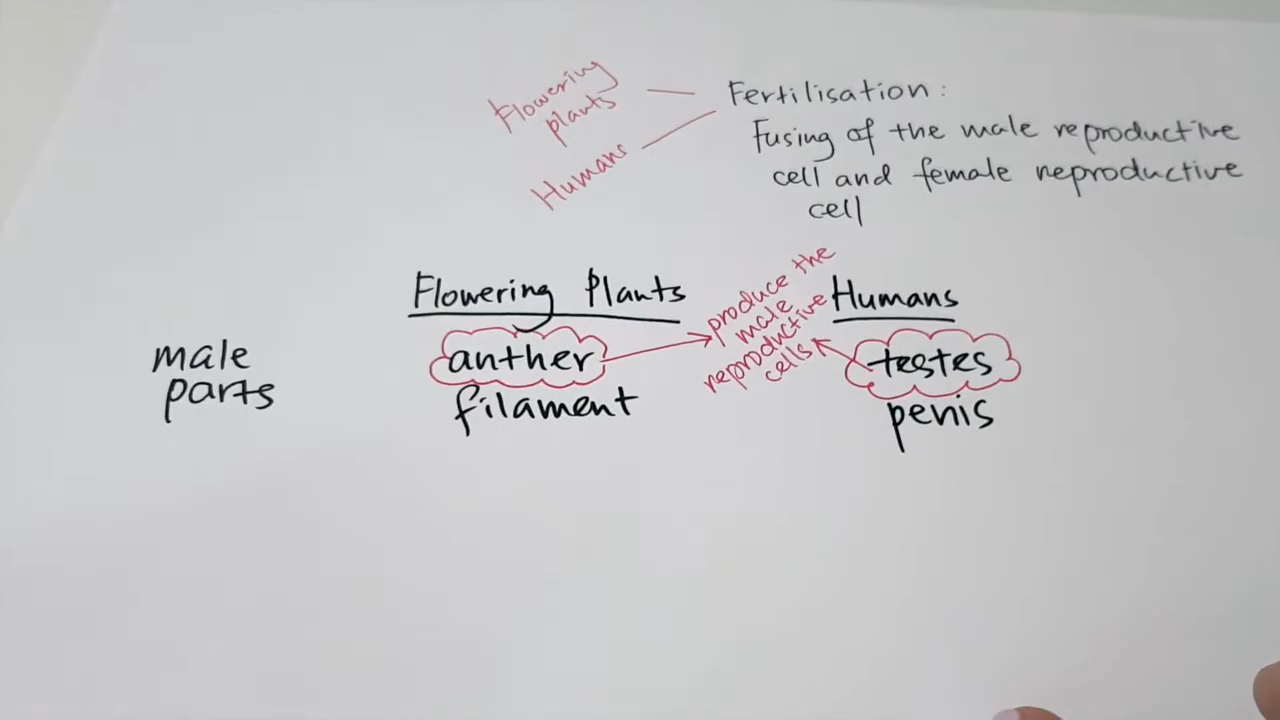 Flowering
plants
Humans
Fertilisation:
Fusing of the male reproductive
cell and female reproductive
cell
Flowering Plants
Humans
male
parts
anther
filament
produce the
male
reproductive
cells
testes
penis